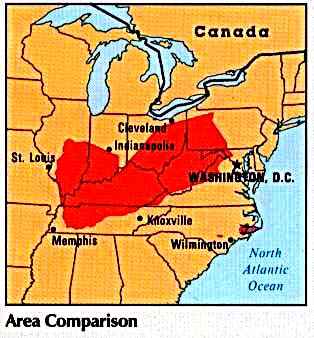 Canada
Cleveland
Indianapolis
St. Louis
WASHINGTON, D.C.
Knoxville
Memphis
Wilmington
North
Atlantic
Ocean
Area Comparison